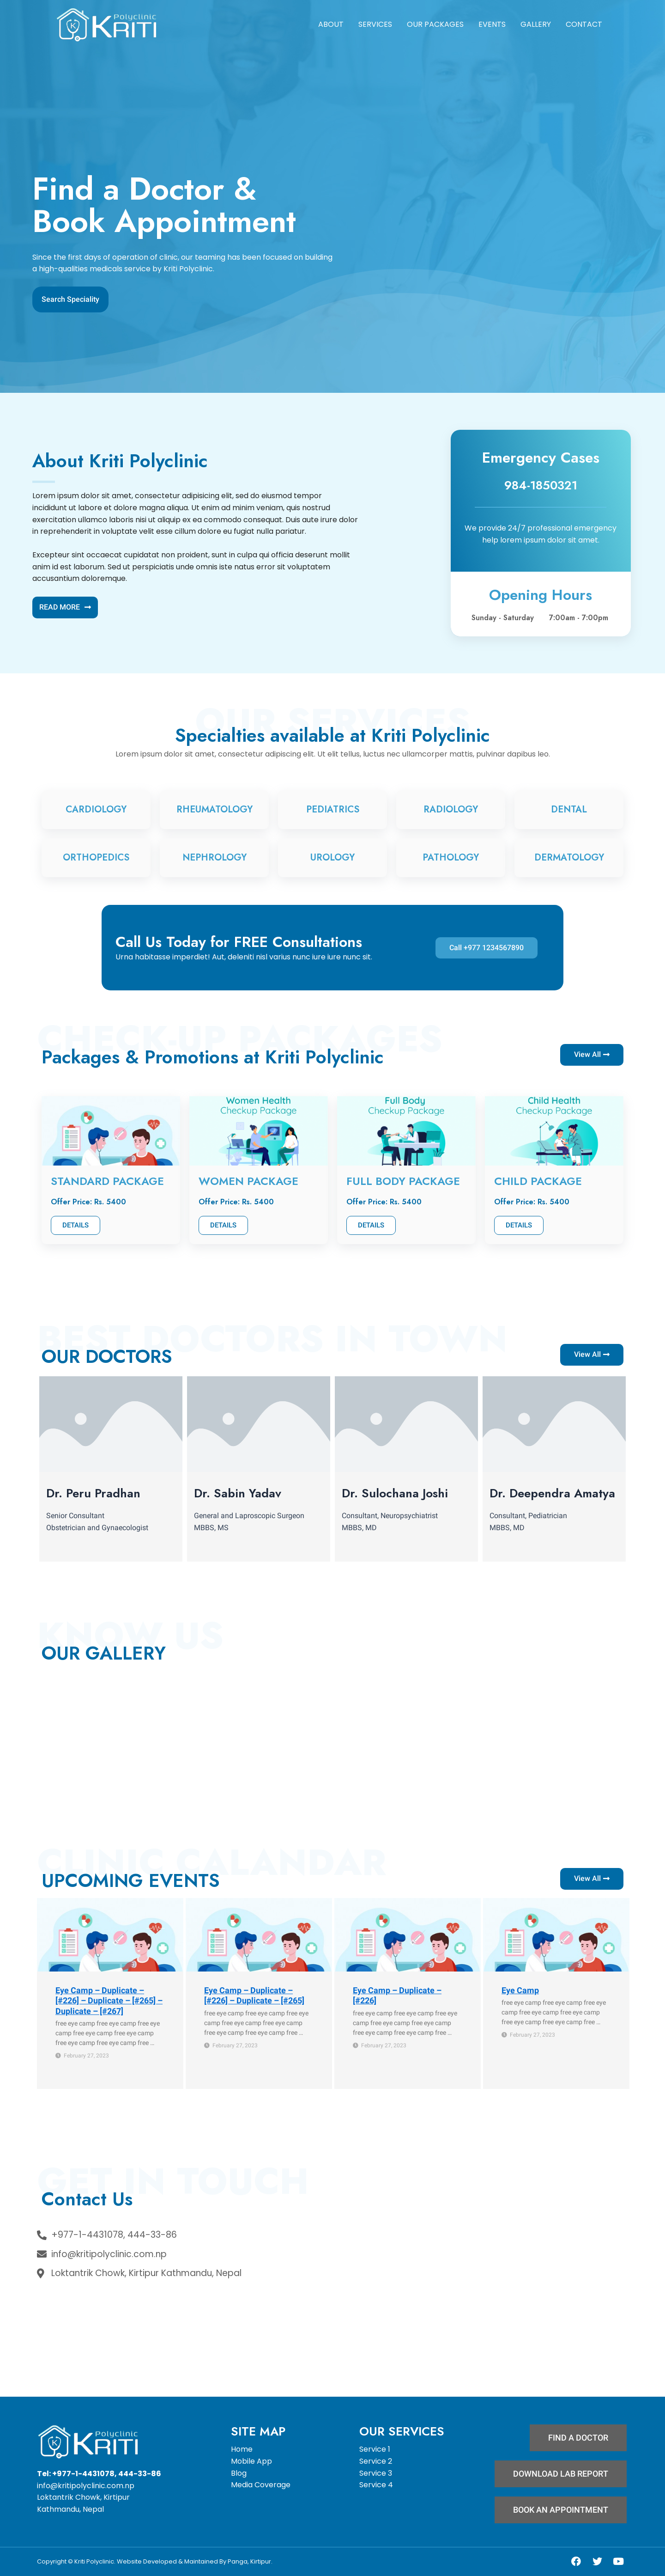 Polyclinic
KRITI
ABOUT SERVICES OUR PACKAGES EVENTS GALLERY CONTACT
Find a Doctor &
Book Appointment
Since the first days of operation of clinic, our teaming has been focused on building
a high-qualities medicals service by Kriti Polyclinic.
Search Speciality
About Kriti Polyclinic
Lorem ipsum dolor sit amet, consectetur adipisicing elit, sed do eiusmod tempor
incididunt ut labore et dolore magna aliqua. Ut enim ad minim veniam, quis nostrud
exercitation ullamco laboris nisi ut aliquip ex ea commodo consequat. Duis aute irure dolor
in reprehenderit in voluptate velit esse cillum dolore eu fugiat nulla pariatur.
Excepteur sint occaecat cupidatat non proident, sunt in culpa qui officia deserunt mollit
anim id est laborum. Sed ut perspiciatis unde omnis iste natus error sit voluptatem
accusantium doloremque.
READ MORE
Emergency Cases
984-1850321
We provide 24/7 professional emergency
help lorem ipsum dolor sit amet.
Opening Hours
Sunday - Saturday 7:00am - 7:00pm
OUR SERVICES
Specialties available at Kriti Polyclinic
Lorem ipsum dolor sit amet, consectetur adipiscing elit. Ut elit tellus, luctus nec ullamcorper mattis, pulvinar dapibus leo.
CARDIOLOGY RHEUMATOLOGY PEDIATRICS RADIOLOGY DENTAL
ORTHOPEDICS NEPHROLOGY UROLOGY PATHOLOGY DERMATOLOGY
Call Us Today for FREE Consultations
Urna habitasse imperdiet! Aut, deleniti nisl varius nunc iure iure nunc sit.
Call +977 1234567890
CHECK-UP PACKAGES
Packages & Promotions at Kriti Polyclinic
View All
Women Health
Checkup Package
Full Body
Checkup Package
Child Health
Checkup Package
STANDARD PACKAGE
Offer Price: Rs. 5400
DETAILS
WOMEN PACKAGE
Offer Price: Rs. 5400
DETAILS
FULL BODY PACKAGE
Offer Price: Rs. 5400
DETAILS
CHILD PACKAGE
Offer Price: Rs. 5400
DETAILS
BEST DOCTORS IN TOWN
OUR DOCTORS
View All
Dr. Peru Pradhan
Senior Consultant
Obstetrician and Gynaecologist
Dr. Sabin Yadav
General and Laproscopic Surgeon
MBBS, MS
Dr. Sulochana Joshi
Consultant, Neuropsychiatrist
MBBS, MD
Dr. Deependra Amatya
Consultant, Pediatrician
MBBS, MD
KNOW US
OUR GALLERY
CLINIC CALANDAR
UPCOMING EVENTS
View All
Eye Camp – Duplicate –
[#226] – Duplicate – [#265] –
Duplicate – [#267]
free eye camp free eye camp free eye
camp free eye camp free eye camp
free eye camp free eye camp free ...
February 27, 2023
Eye Camp – Duplicate –
[#226] – Duplicate – [#265]
free eye camp free eye camp free eye
camp free eye camp free eye camp
free eye camp free eye camp free ...
February 27, 2023
Eye Camp – Duplicate –
[#226]
free eye camp free eye camp free eye
camp free eye camp free eye camp
free eye camp free eye camp free ...
February 27, 2023
Eye Camp
free eye camp free eye camp free eye
camp free eye camp free eye camp
free eye camp free eye camp free ...
February 27, 2023
GET IN TOUCH
Contact Us
+977-1-4431078, 444-33-86
info@kritipolyclinic.com.np
Loktantrik Chowk, Kirtipur Kathmandu, Nepal
Polyclinic
KRITI
Tel: +977-1-4431078, 444-33-86
info@kritipolyclinic.com.np
Loktantrik Chowk, Kirtipur
Kathmandu, Nepal
SITE MAP
Home
Mobile App
Blog
Media Coverage
OUR SERVICES
Service 1
Service 2
Service 3
Service 4
FIND A DOCTOR
DOWNLOAD LAB REPORT
BOOK AN APPOINTMENT
Copyright © Kriti Polyclinic. Website Developed & Maintained By Panga, Kirtipur.